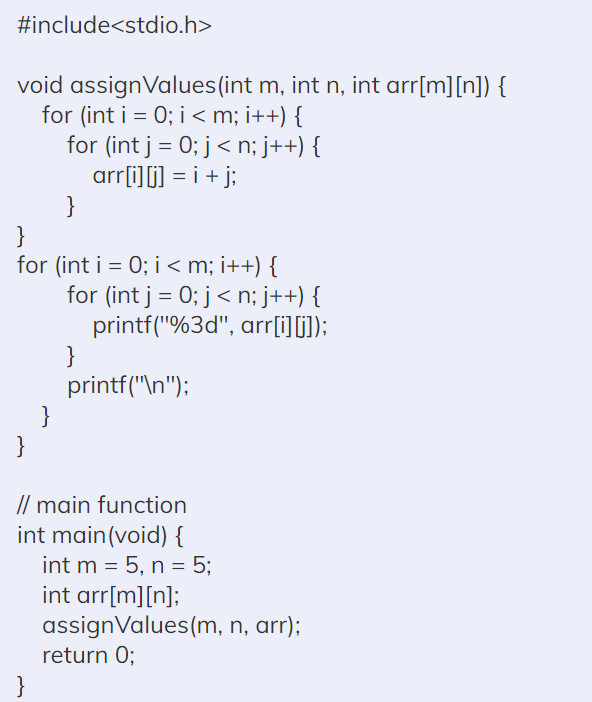 #include<stdio.h>

void assignValues(int m, int n, int arr[m][n]) {
    for (int i = 0; i < m; i++) {
        for (int j = 0; j < n; j++) {
            arr[i][j] = i + j;
        }
}
for (int i = 0; i < m; i++) {
        for (int j = 0; j < n; j++) {
            printf("%3d", arr[i][j]);
        }
        printf("\n");
    }
}

// main function
int main(void) {
    int m = 5, n = 5;
    int arr[m][n];
    assignValues(m, n, arr);
    return 0;
}